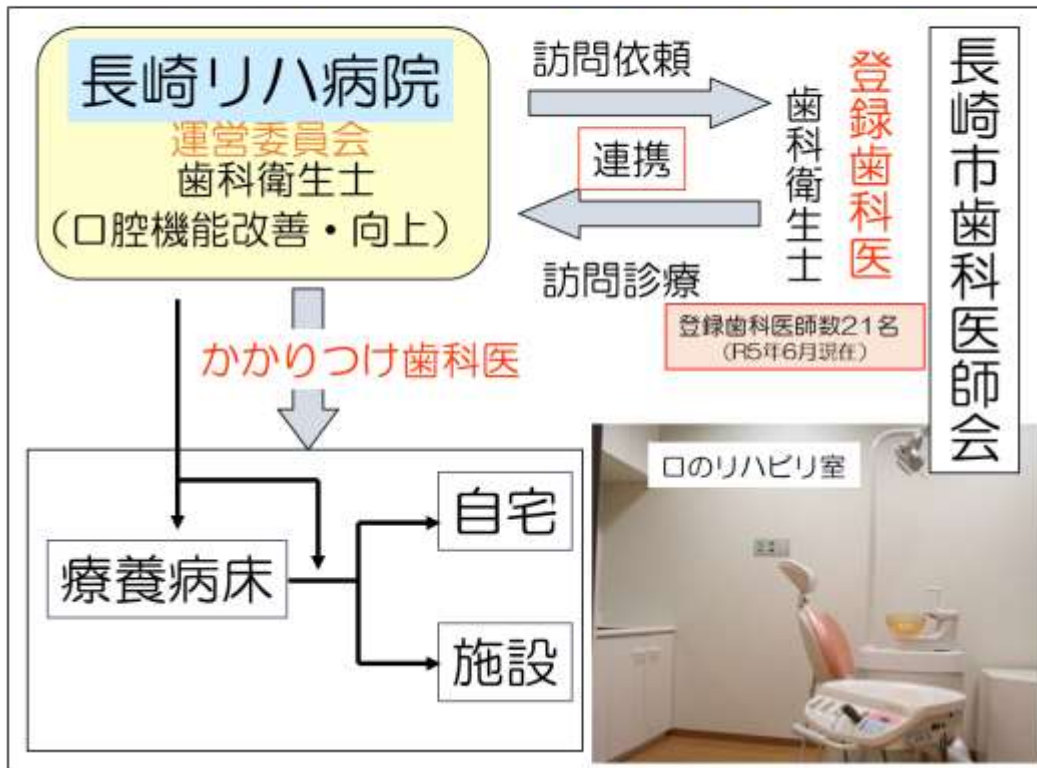 長崎リハ病院
運営委員会
歯科衛生士
(口腔機能改善・向上)
訪問依頼
連携
訪問診療
歯科衛生士
登録歯科医
長崎市歯科医師会
登録歯科医師数21名
(R5年6月現在)
かかりつけ歯科医
療養病床
自宅
施設
口のリハビリ室